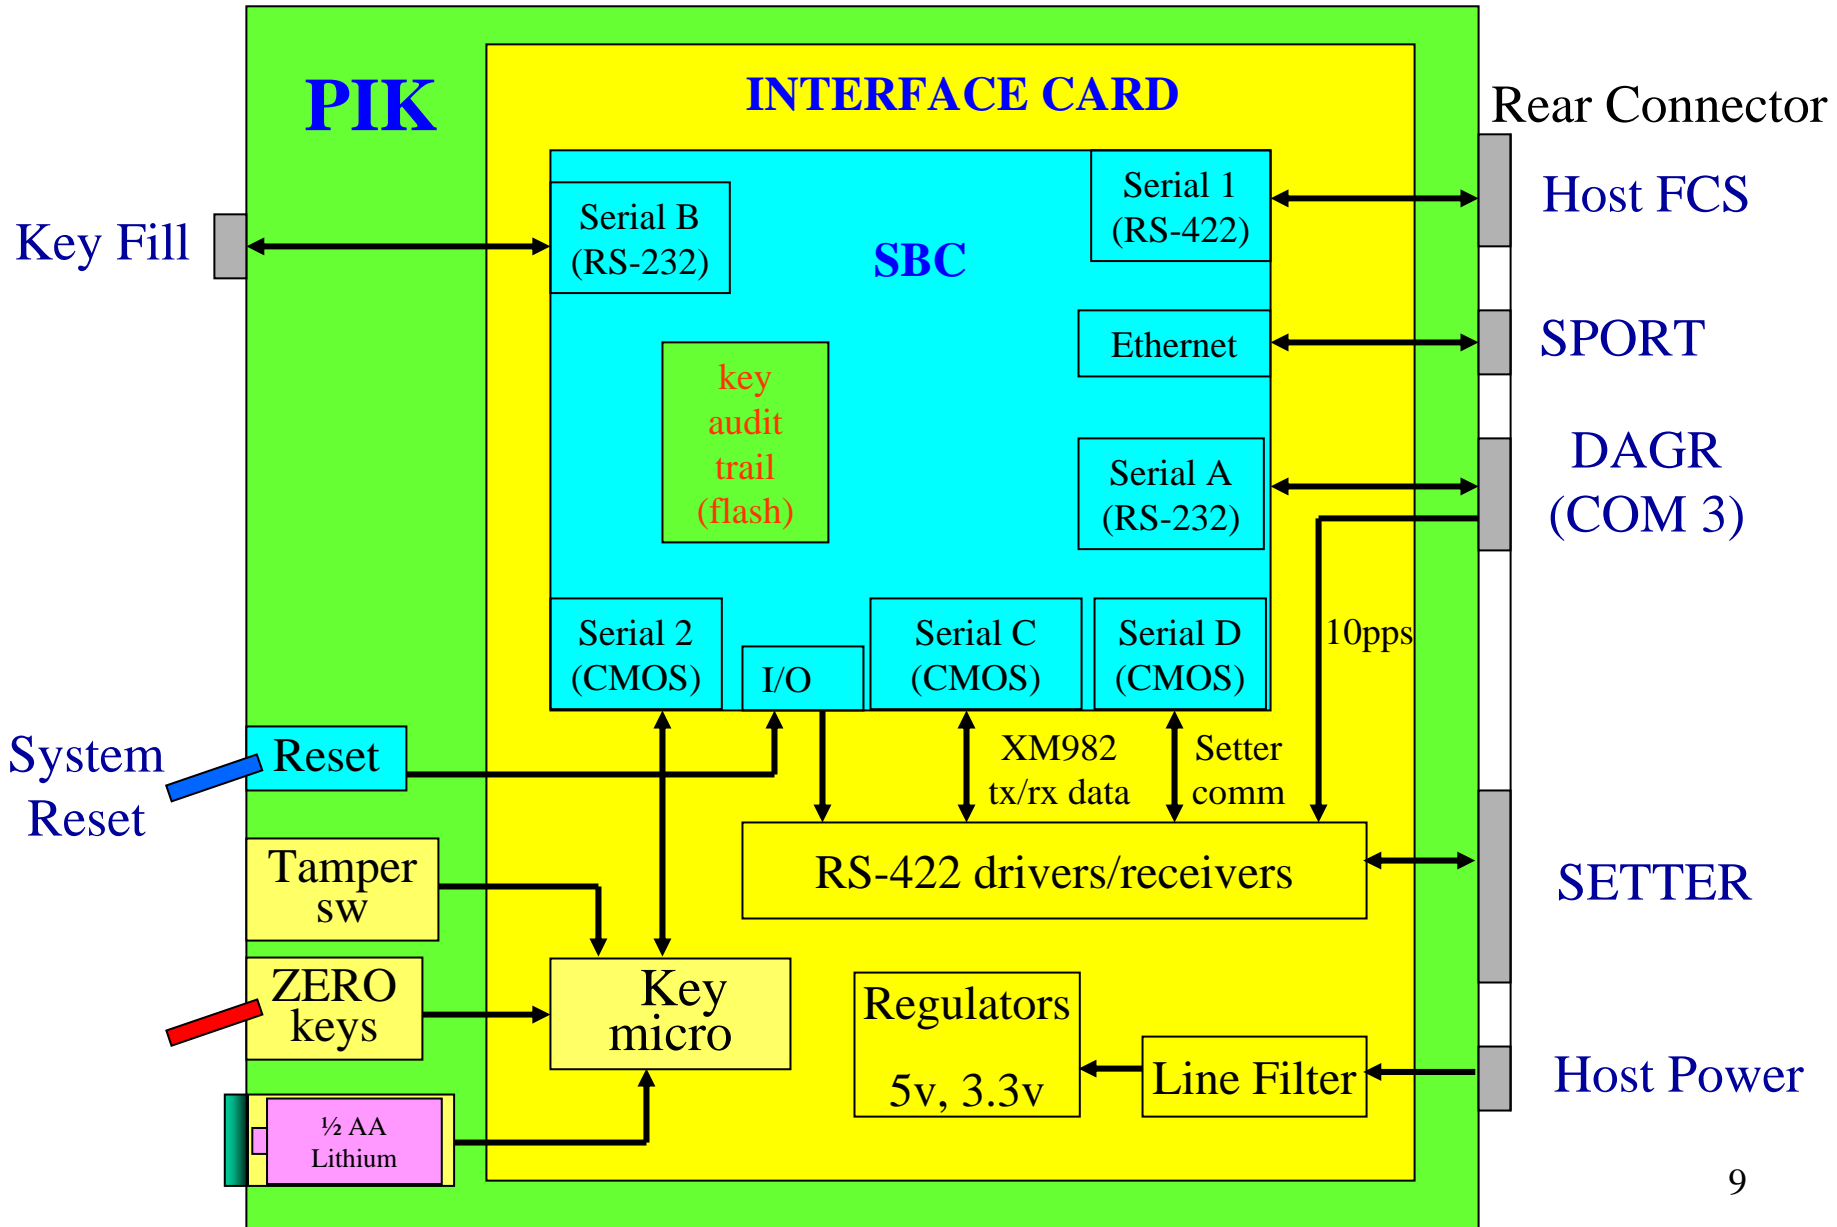 PIK
INTERFACE CARD
Rear Connector
Serial 1
(RS-422)
Host FCS
Serial B
(RS-232)
Key Fill
SBC
Ethernet
SPORT
key
audit
trail
(flash)
Serial A
(RS-232)
DAGR
(COM 3)
Serial 2
(CMOS)
I/O
Serial C
(CMOS)
Serial D
(CMOS)
10pps
System
Reset
Reset
XM982
tx/rx data
Setter
comm
Tamper
sw
RS-422 drivers/receivers
SETTER
ZERO
keys
Key
micro
Regulators
5v, 3.3v
Line Filter
Host Power
½ AA
Lithium
9